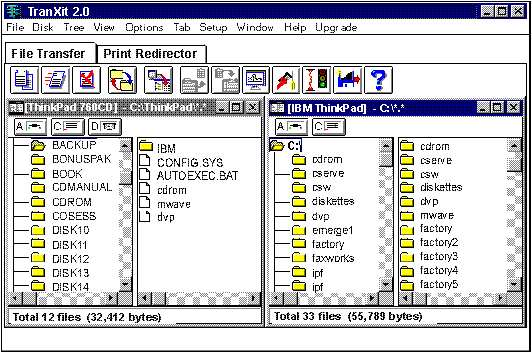 TranXit 2.0
File Disk Tree View Options Tab Setup Window Help Upgrade
File Transfer Print Redirector
[ThinkPad 760CD] - C:\ThinkPad\*.*
A C D
BACKUP
BONUSPAK
BOOK
CDMANUAL
CDROM
COSESS
DISK10
DISK11
DISK12
DISK13
DISK14
IBM
CONFIG.SYS
AUTOEXEC.BAT
cdrom
mwave
dvp
Total 12 files (32,412 bytes)
[IBM ThinkPad] - C:\*.*
A C
C:\
cdrom
cserve
csw
diskettes
dvp
emerge1
factory
faxworks
ipf
ipf
cdrom
cserve
csw
diskettes
dvp
mwave
factory
factory2
factory3
factory4
factory5
Total 33 files (55,789 bytes)